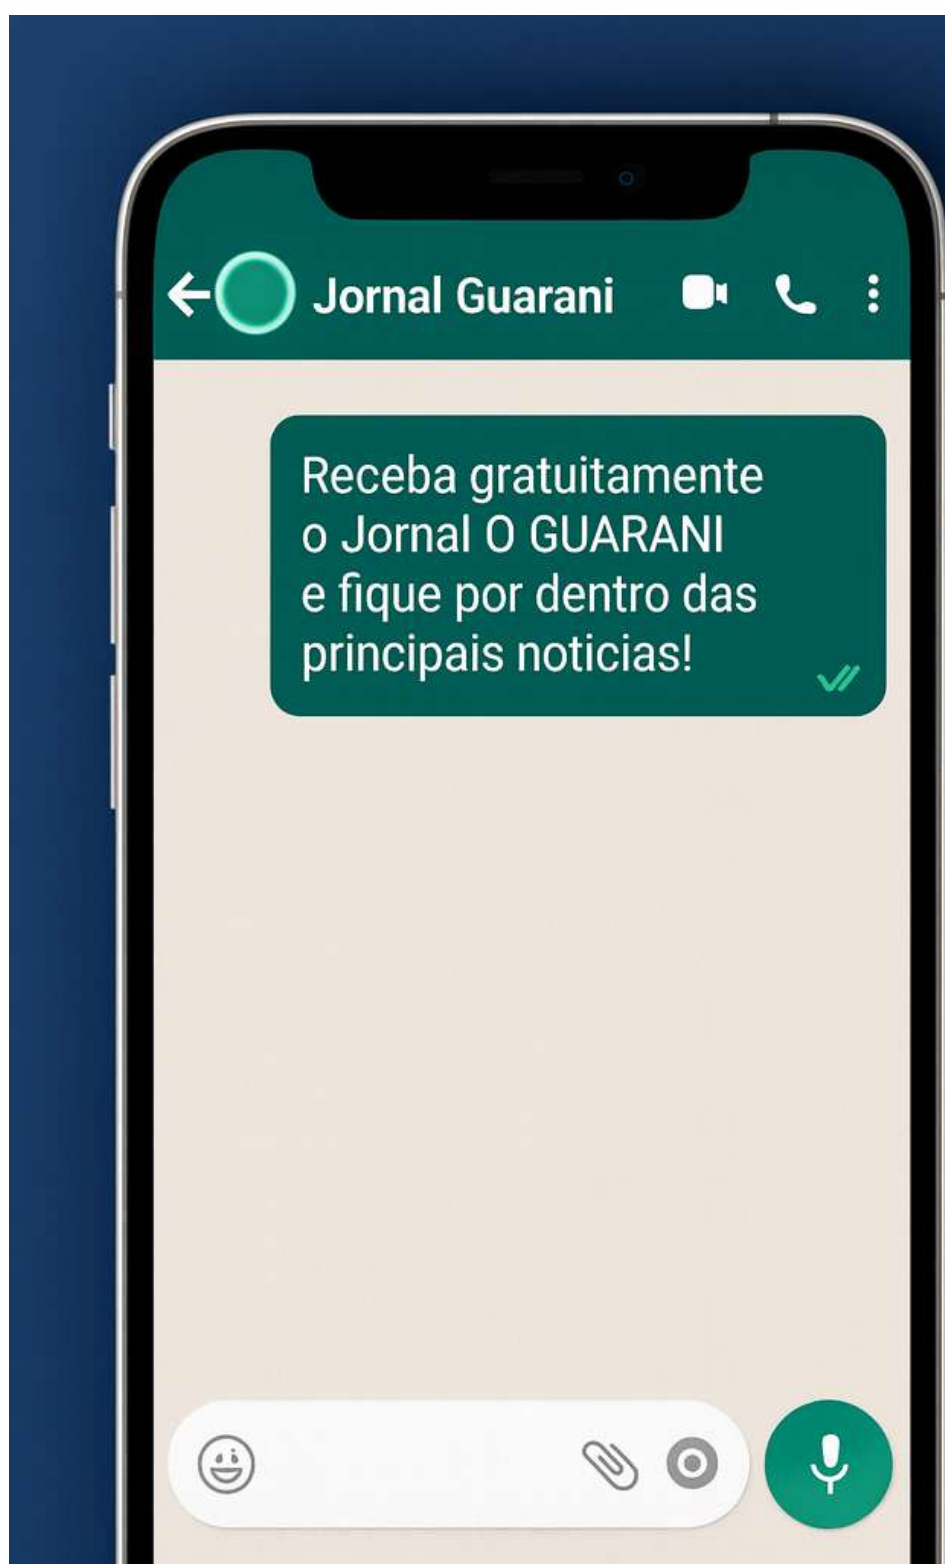 Jornal Guarani
Receba gratuitamente
o Jornal O GUARANI
e fique por dentro das
principais noticias!